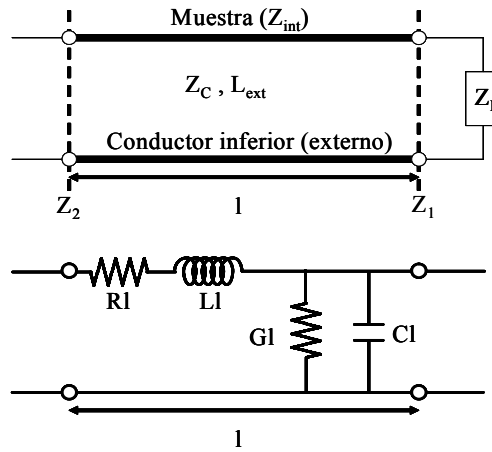 Muestra (Z_int)
Z_C , L_ext
Z
Conductor inferior (externo)
Z_2
l
Z_1
Rl
Ll
Gl
Cl
l